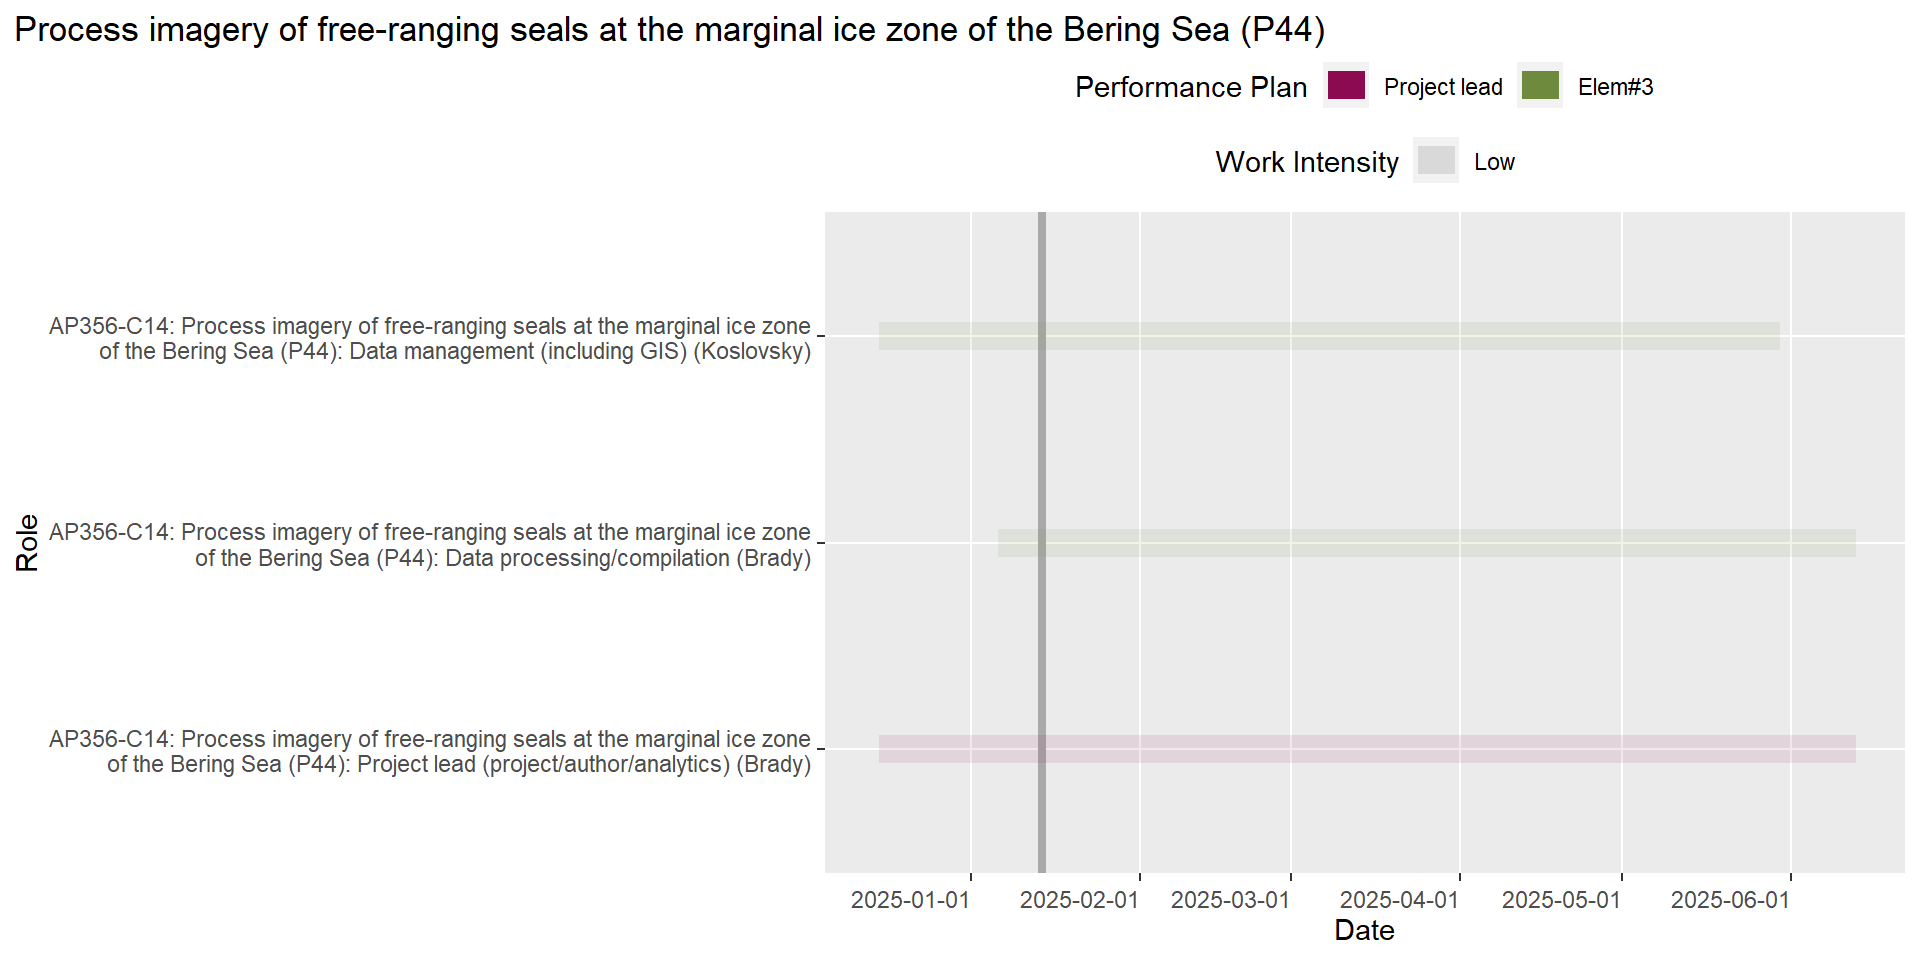 Process imagery of free-ranging seals at the marginal ice zone of the Bering Sea (P44)
Performance Plan Project lead Elem#3
Work Intensity Low
AP356-C14: Process imagery of free-ranging seals at the marginal ice zone
of the Bering Sea (P44): Data management (including GIS) (Koslovsky)
Role
AP356-C14: Process imagery of free-ranging seals at the marginal ice zone
of the Bering Sea (P44): Data processing/compilation (Brady)
AP356-C14: Process imagery of free-ranging seals at the marginal ice zone
of the Bering Sea (P44): Project lead (project/author/analytics) (Brady)
2025-01-01 2025-02-01 2025-03-01 2025-04-01 2025-05-01 2025-06-01
Date